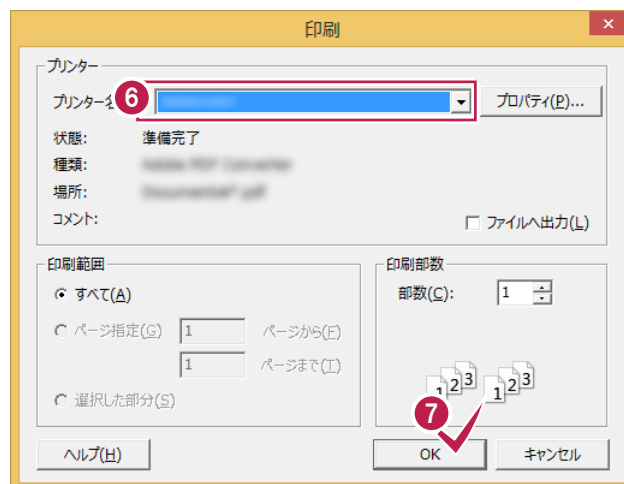 印刷
プリンター
プリンター名
6
プロパティ(P)...
状態: 準備完了
種類:
場所:
コメント:
ファイルへ出力(L)
印刷範囲
すべて(A)
ページ指定(G) 1 ページから(F)
1 ページまで(T)
選択した部分(S)
印刷部数
部数(C): 1
1 2 3 1 2 3
7
ヘルプ(H) OK キャンセル